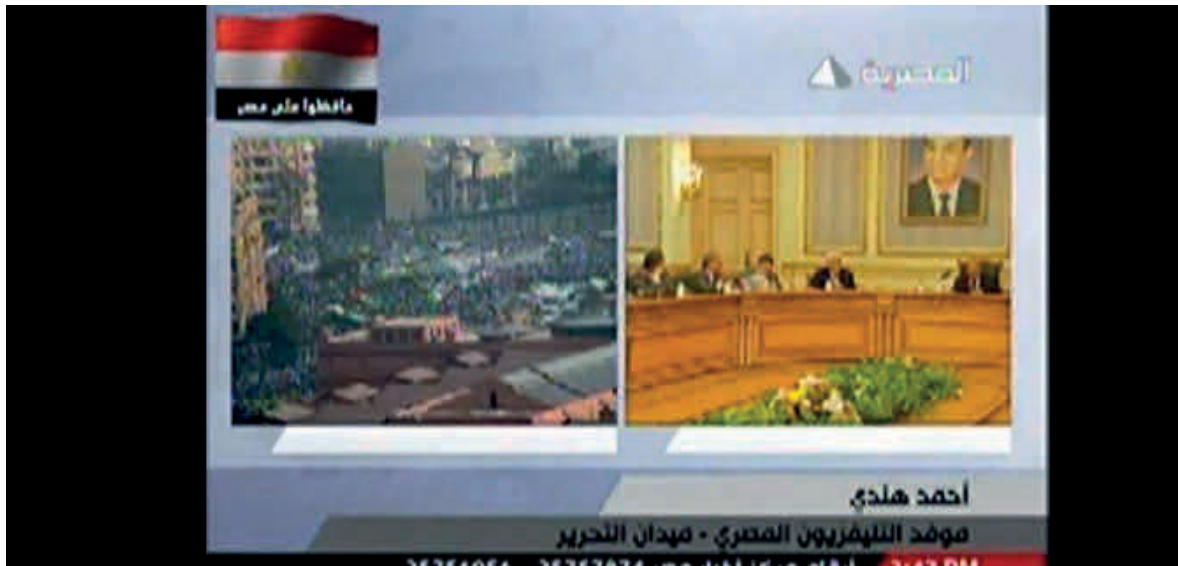 المصرية
حافظوا على مصر
أحمد هلدي
موفد التليفزيون المصري - ميدان التحرير